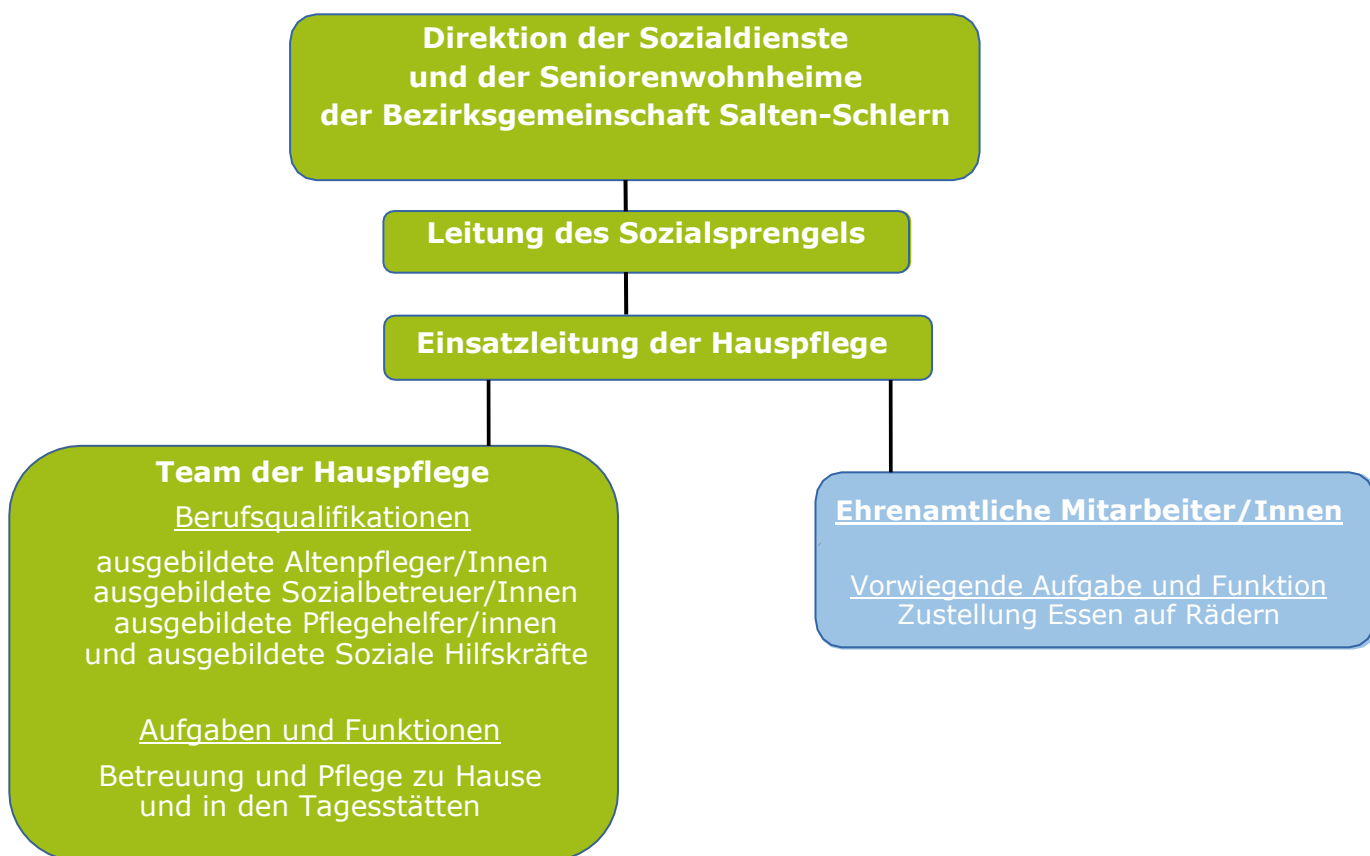 Direktion der Sozialdienste
und der Seniorenwohnheime
der Bezirksgemeinschaft Salten-Schlern
Leitung des Sozialsprengels
Einsatzleitung der Hauspflege
Team der Hauspflege
Berufsqualifikationen
ausgebildete Altenpfleger/Innen
ausgebildete Sozialbetreuer/Innen
ausgebildete Pflegehelfer/innen
und ausgebildete Soziale Hilfskräfte
Aufgaben und Funktionen
Betreuung und Pflege zu Hause
und in den Tagesstätten
Ehrenamtliche Mitarbeiter/Innen
Vorwiegende Aufgabe und Funktion
Zustellung Essen auf Rädern